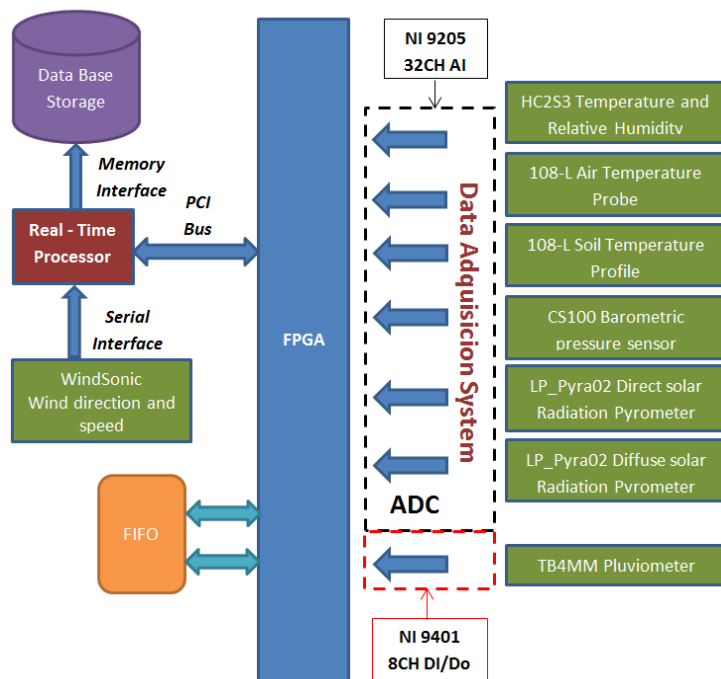 Data Base
Storage
Memory
Interface
PCI
Bus
Real - Time
Processor
Serial
Interface
WindSonic
Wind direction and
speed
FIFO
FPGA
NI 9205
32CH AI
Data Adquisicion System
ADC
NI 9401
8CH DI/Do
HC2S3 Temperature and
Relative Humidity
108-L Air Temperature
Probe
108-L Soil Temperature
Profile
CS100 Barometric
pressure sensor
LP_Pyra02 Direct solar
Radiation Pyrometer
LP_Pyra02 Diffuse solar
Radiation Pyrometer
TB4MM Pluviometer